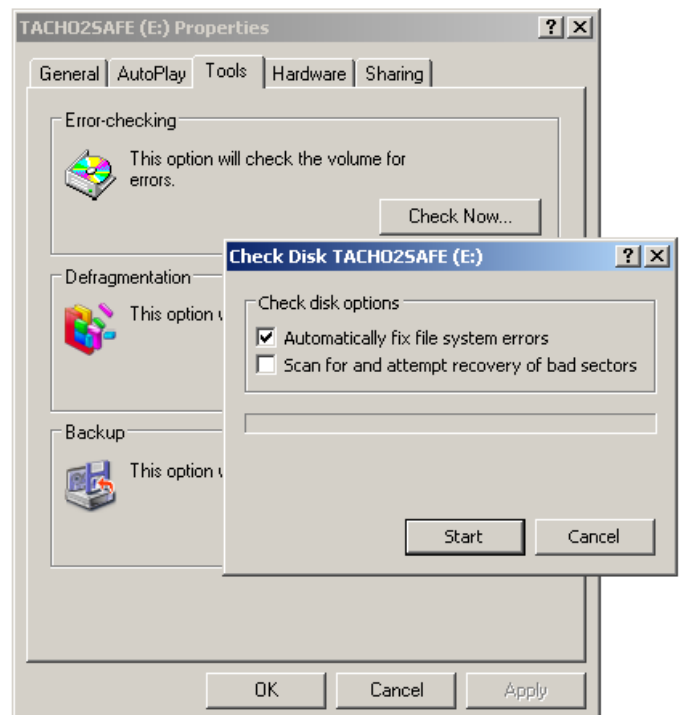 TACHO2SAFE (E:) Properties
General AutoPlay Tools Hardware Sharing
Error-checking
This option will check the volume for
errors.
Check Now...
Check Disk TACHO2SAFE (E:)
Check disk options
Automatically fix file system errors
Scan for and attempt recovery of bad sectors
Start Cancel
Defragmentation
This option
Backup
This option
OK Cancel Apply